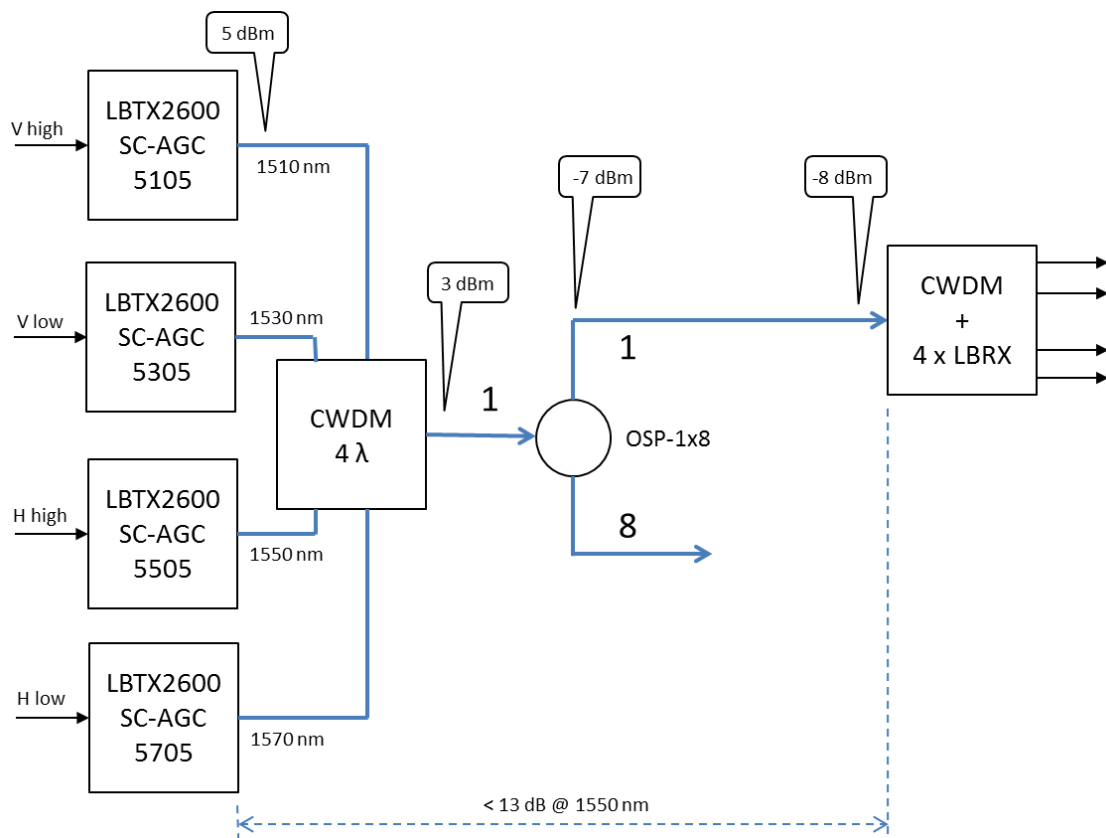 5 dBm
LBTX2600
SC-AGC
5105
V high
1510 nm
-7 dBm
-8 dBm
LBTX2600
SC-AGC
5305
V low
1530 nm
3 dBm
CWDM
+
4 x LBRX
1
CWDM
4 λ
1
OSP-1x8
LBTX2600
SC-AGC
5505
H high
1550 nm
8
LBTX2600
SC-AGC
5705
H low
1570 nm
< 13 dB @ 1550 nm